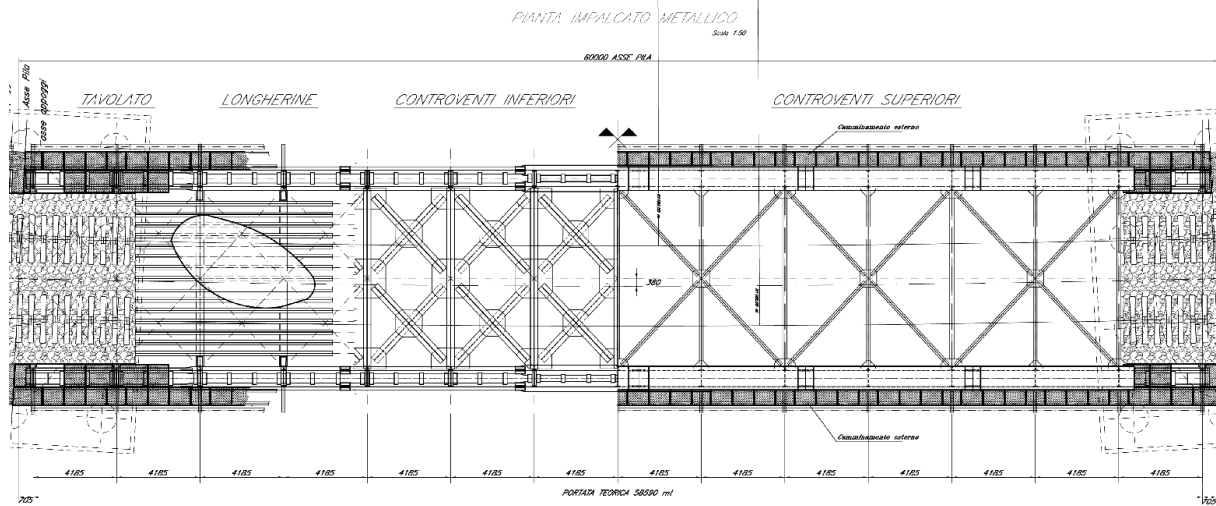 PIANTA IMPALCATO METALLICO
Scala 1:50
60000 ASSE PILA
Asse Pila
asse appoggi
TAVOLATO
LONGHERINE
CONTROVENTI INFERIORI
CONTROVENTI SUPERIORI
Camminamento esterno
380
Camminamento esterno
4185 4185 4185 4185 4185 4185 4185 4185 4185 4185 4185 4185 4185 4185
705
PORTATA TEORICA 58590 mt
705